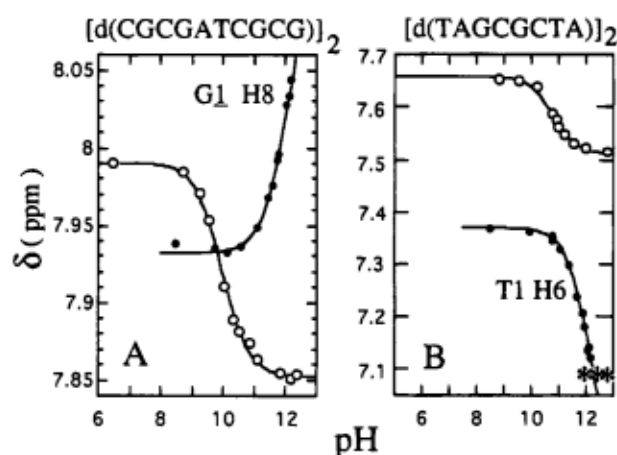 [d(CGCGATCGCG)]2 [d(TAGCGCTA)]2
8.05 7.7
G1 H8 7.6
8 7.5
7.95 7.4
δ (ppm) 7.3
T1 H6
7.9 7.2
A B
7.85 7.1
***
6 8 10 12 6 8 10 12
pH